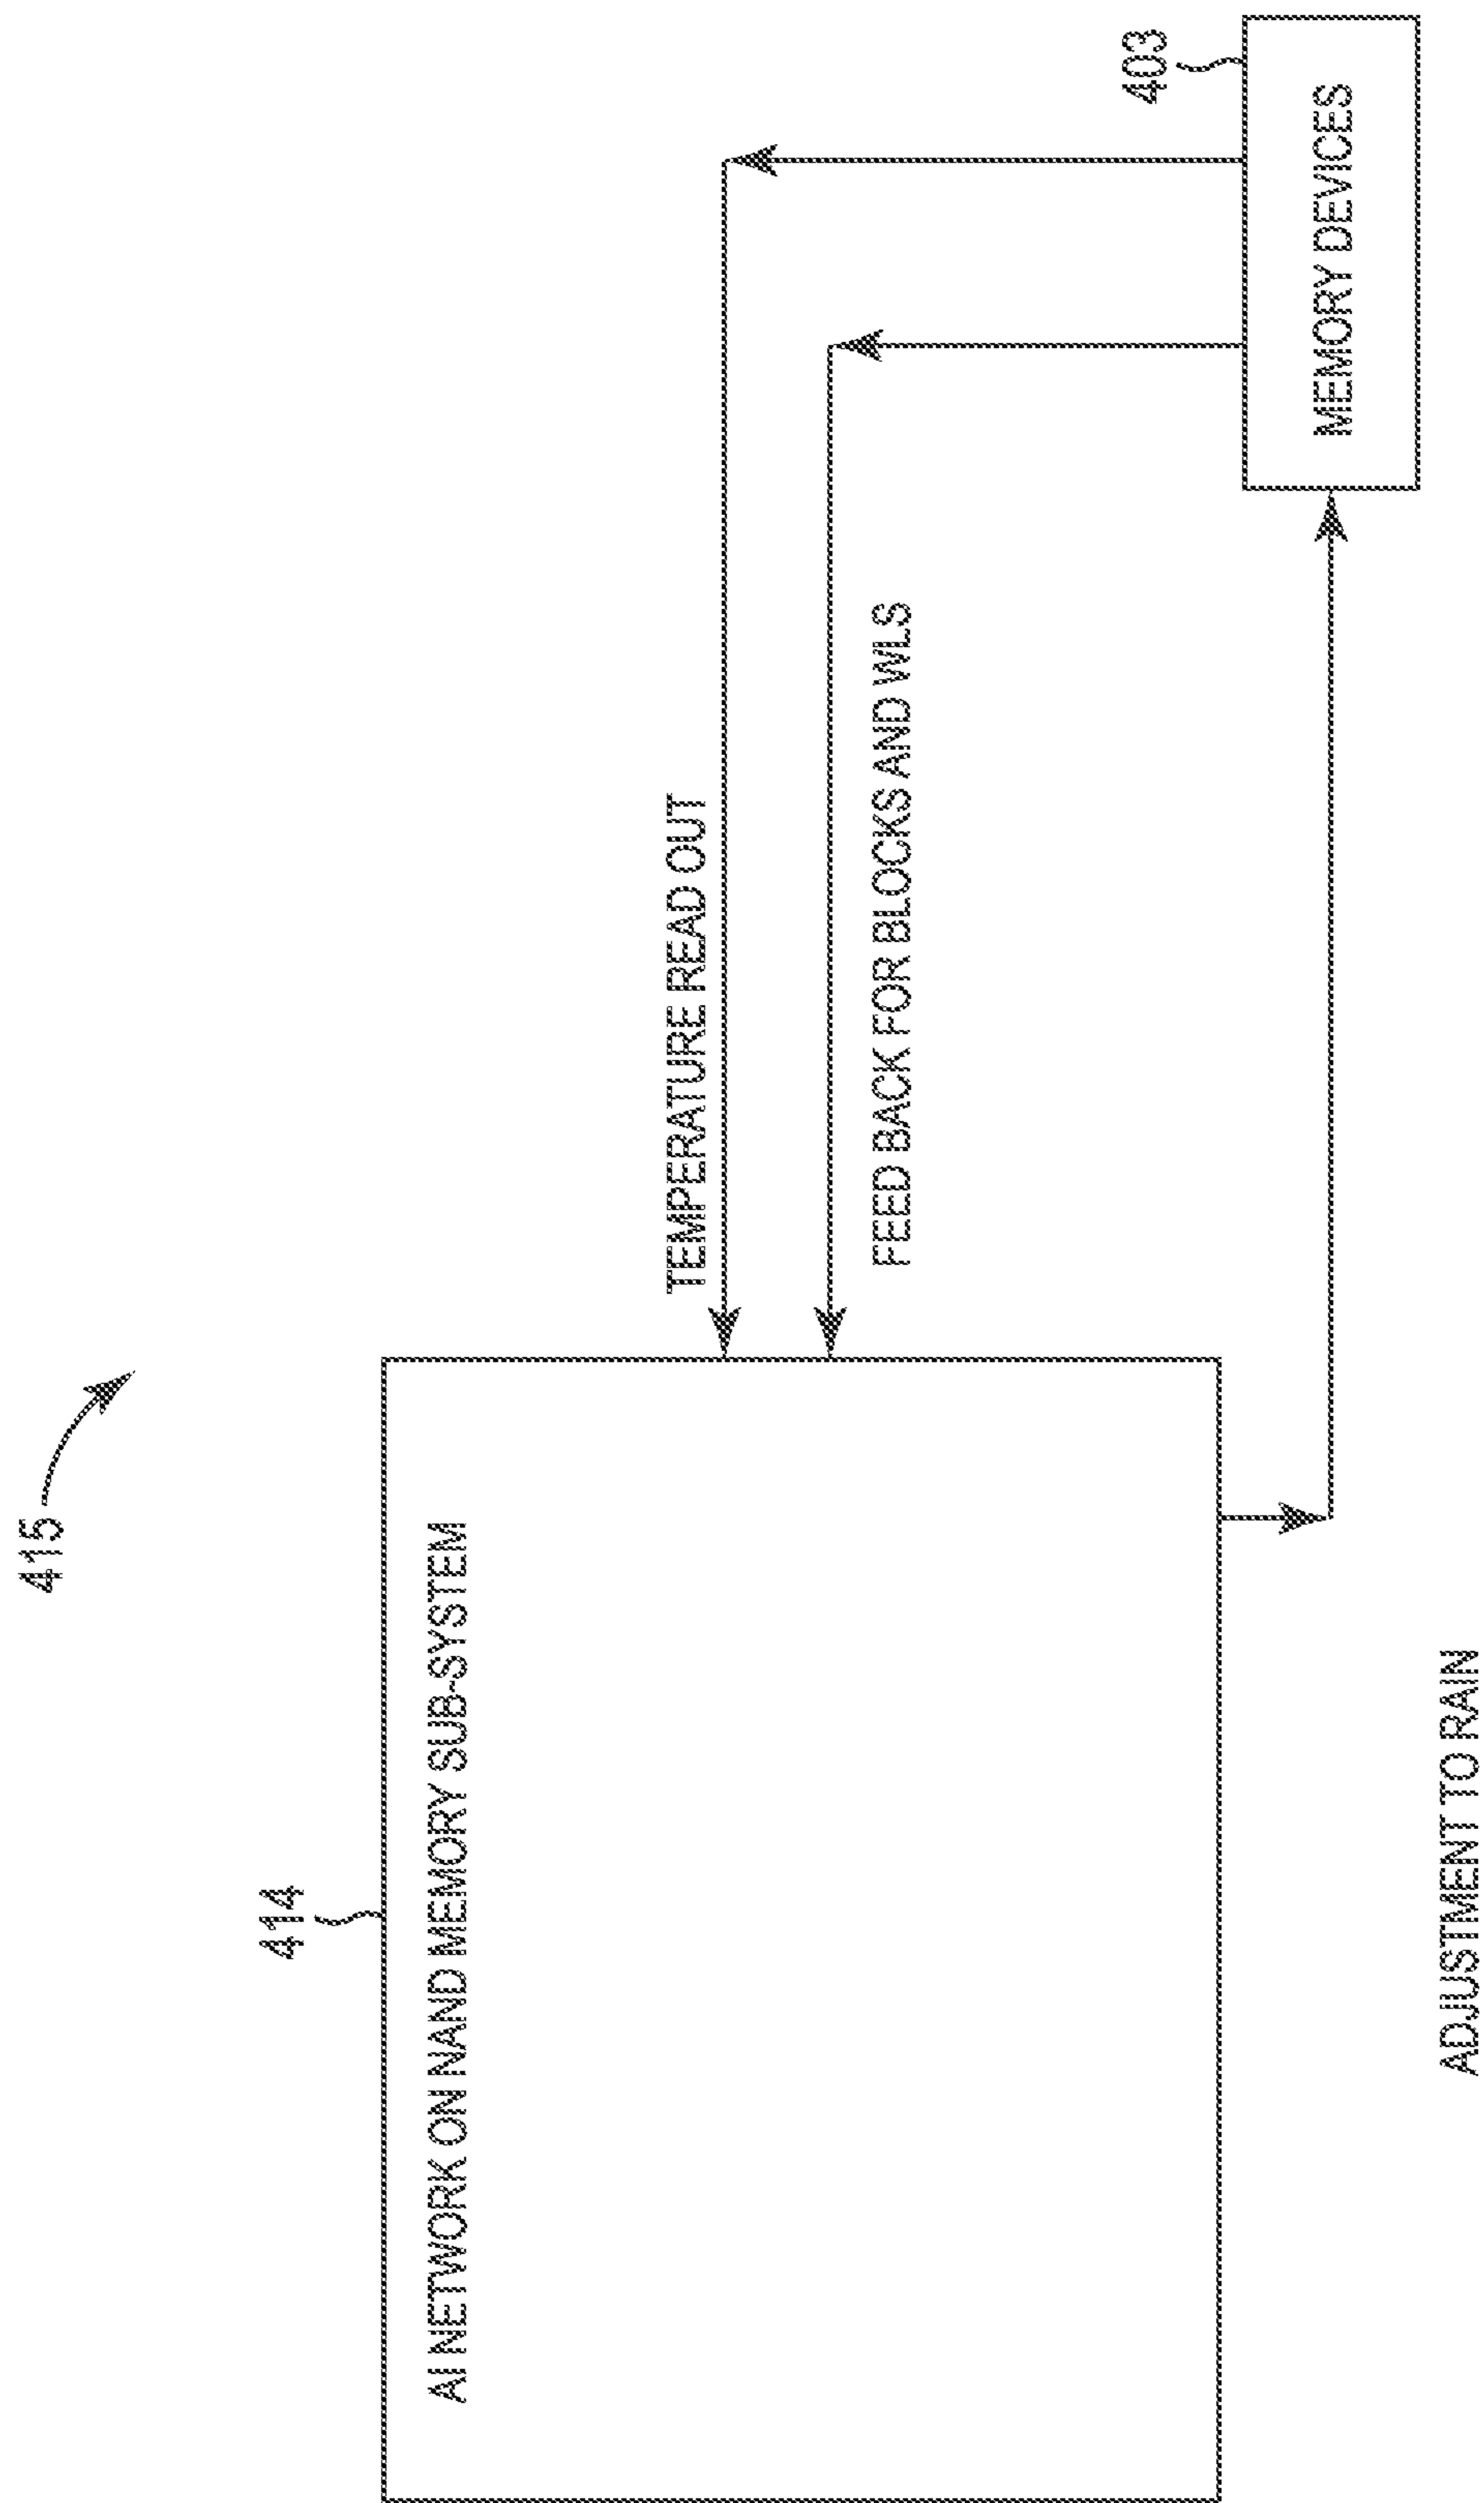 415
414
AI NETWORK ON NAND MEMORY SUB-SYSTEM
TEMPERATURE READ OUT
FEED BACK FOR BLOCKS AND WLS
403
MEMORY DEVICES
ADJUSTMENT TO RAIN